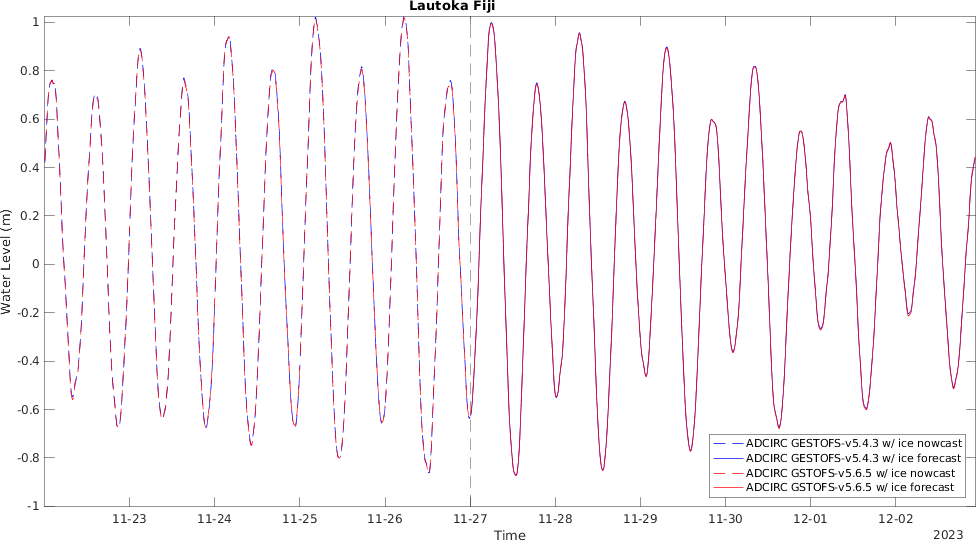 Lautoka Fiji
1
0.8
0.6
0.4
0.2
0
-0.2
-0.4
-0.6
-0.8
-1
Water Level (m)
ADCIRC GESTOFS-v5.4.3 w/ ice nowcast
ADCIRC GESTOFS-v5.4.3 w/ ice forecast
ADCIRC GSTOFS-v5.6.5 w/ ice nowcast
ADCIRC GSTOFS-v5.6.5 w/ ice forecast
11-23 11-24 11-25 11-26 11-27 11-28 11-29 11-30 12-01 12-02
Time
2023